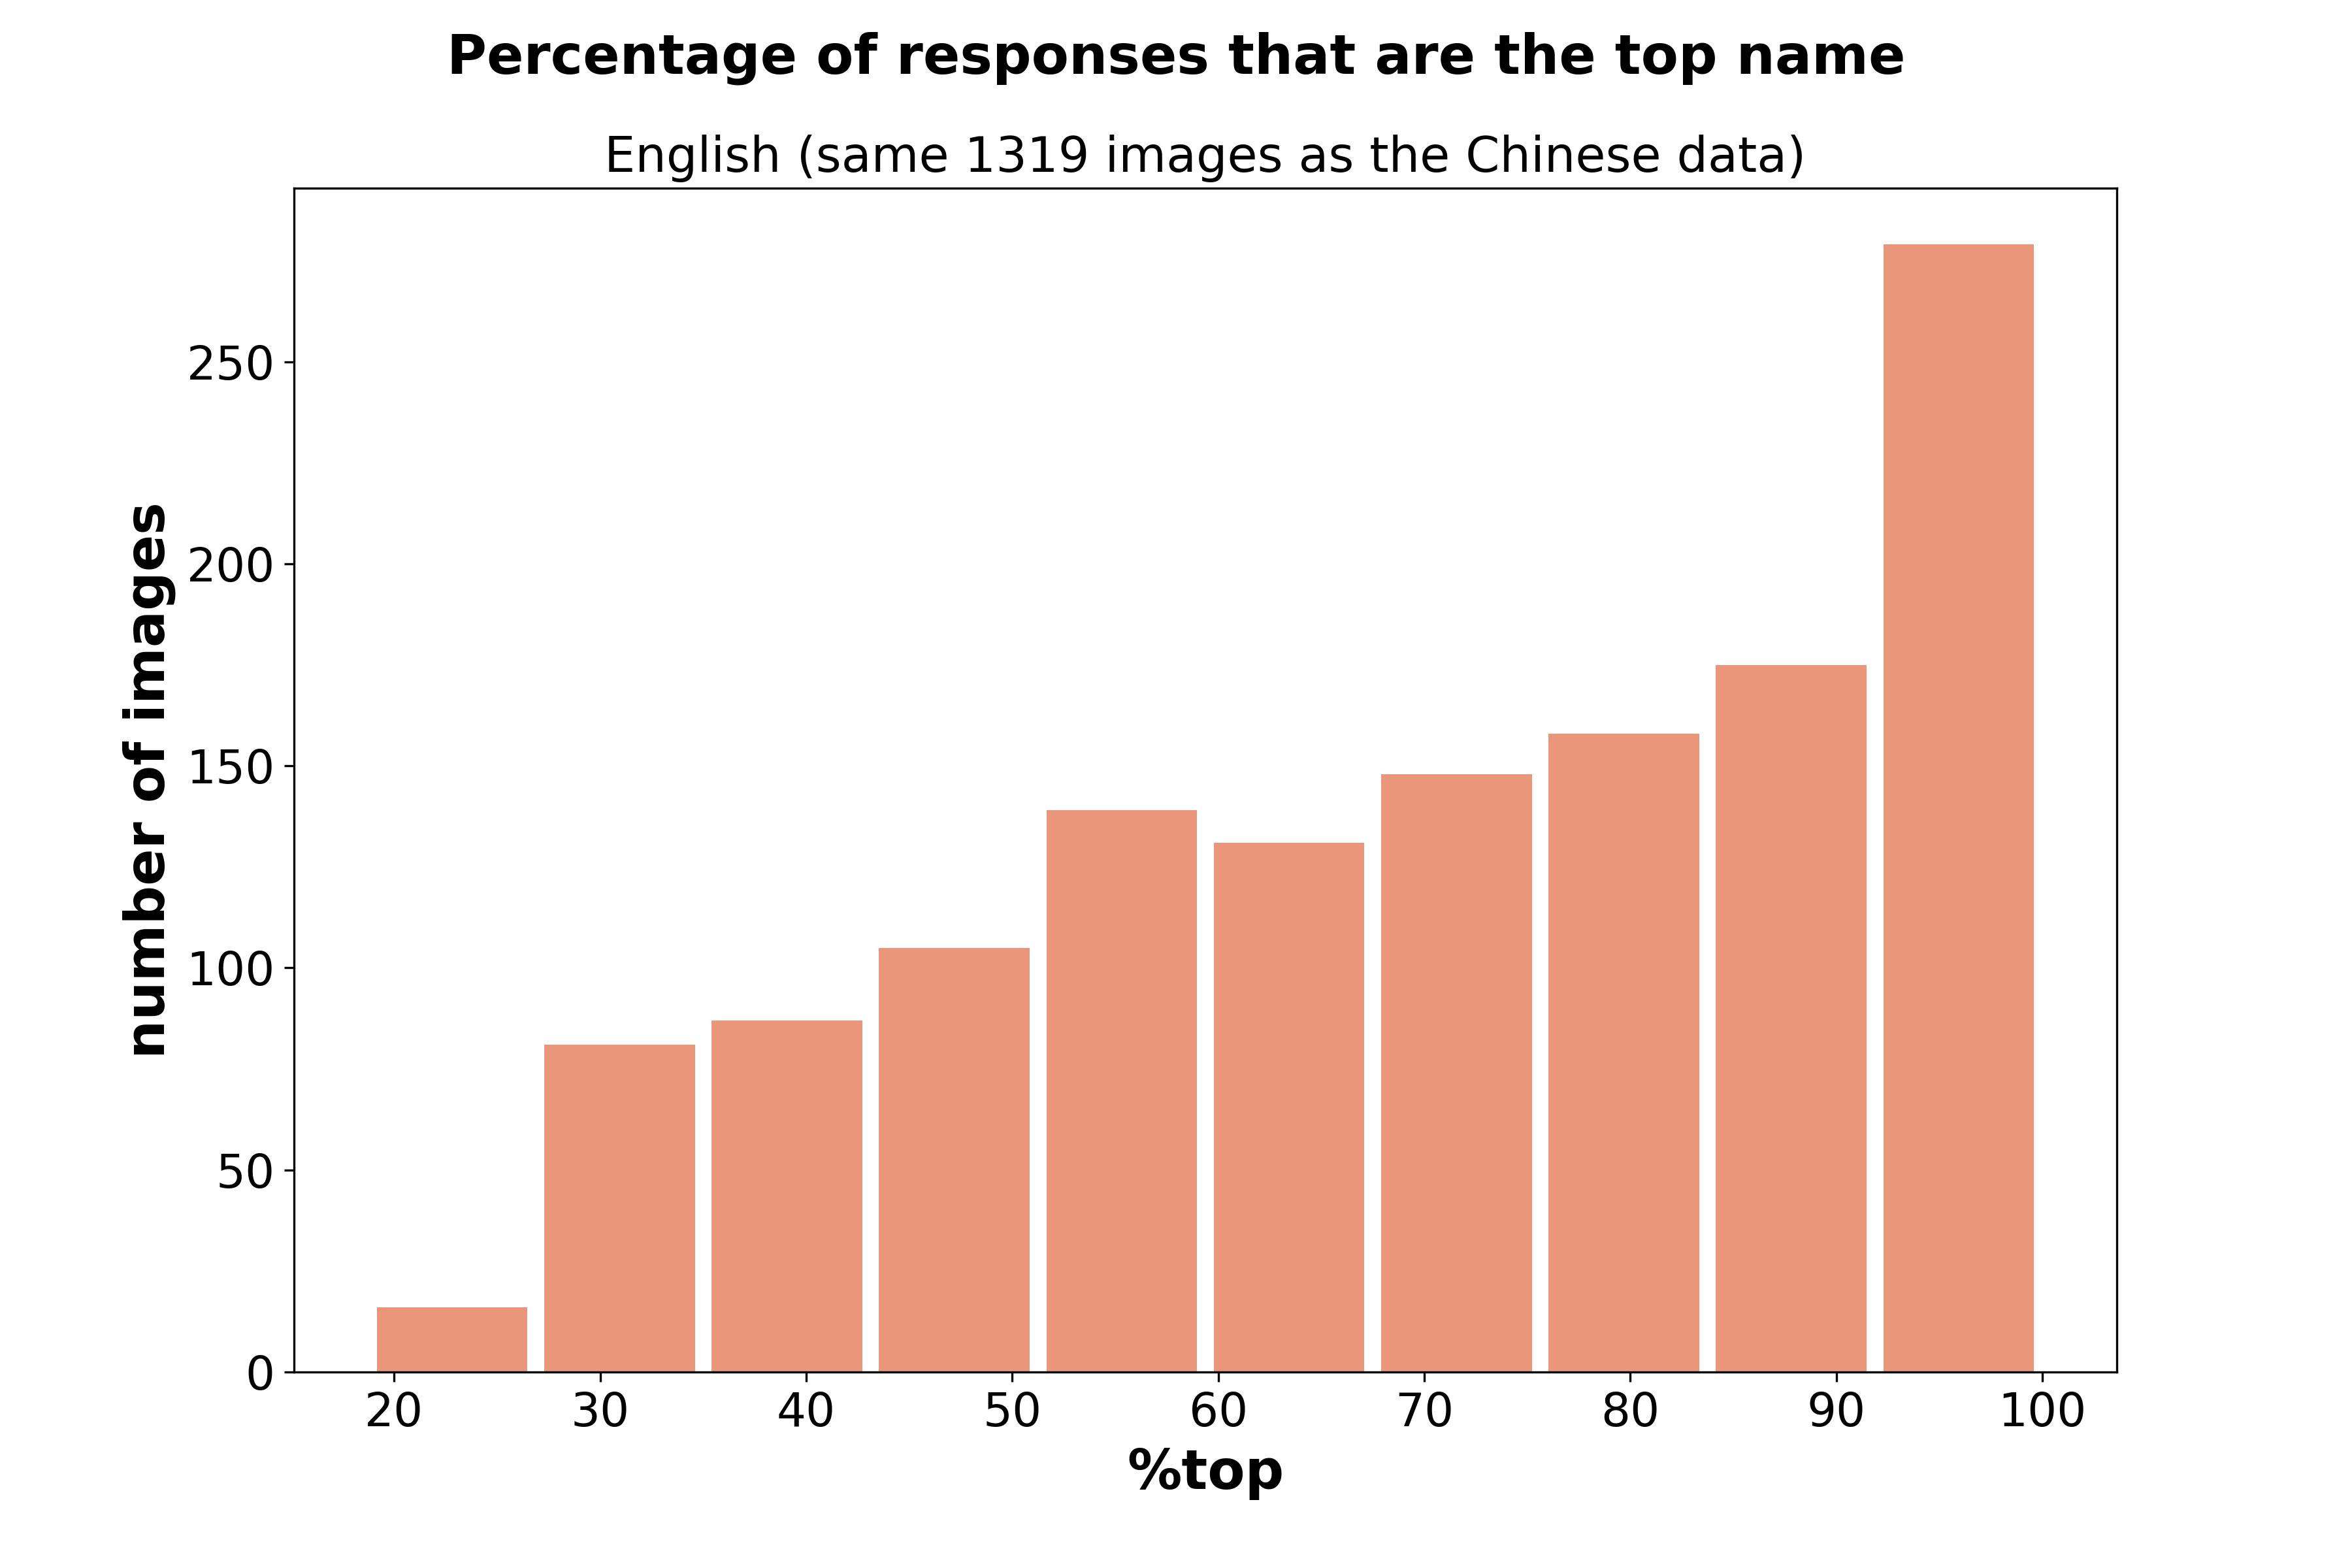 Percentage of responses that are the top name
English (same 1319 images as the Chinese data)
number of images
250
200
150
100
50
0
20 30 40 50 60 70 80 90 100
%top